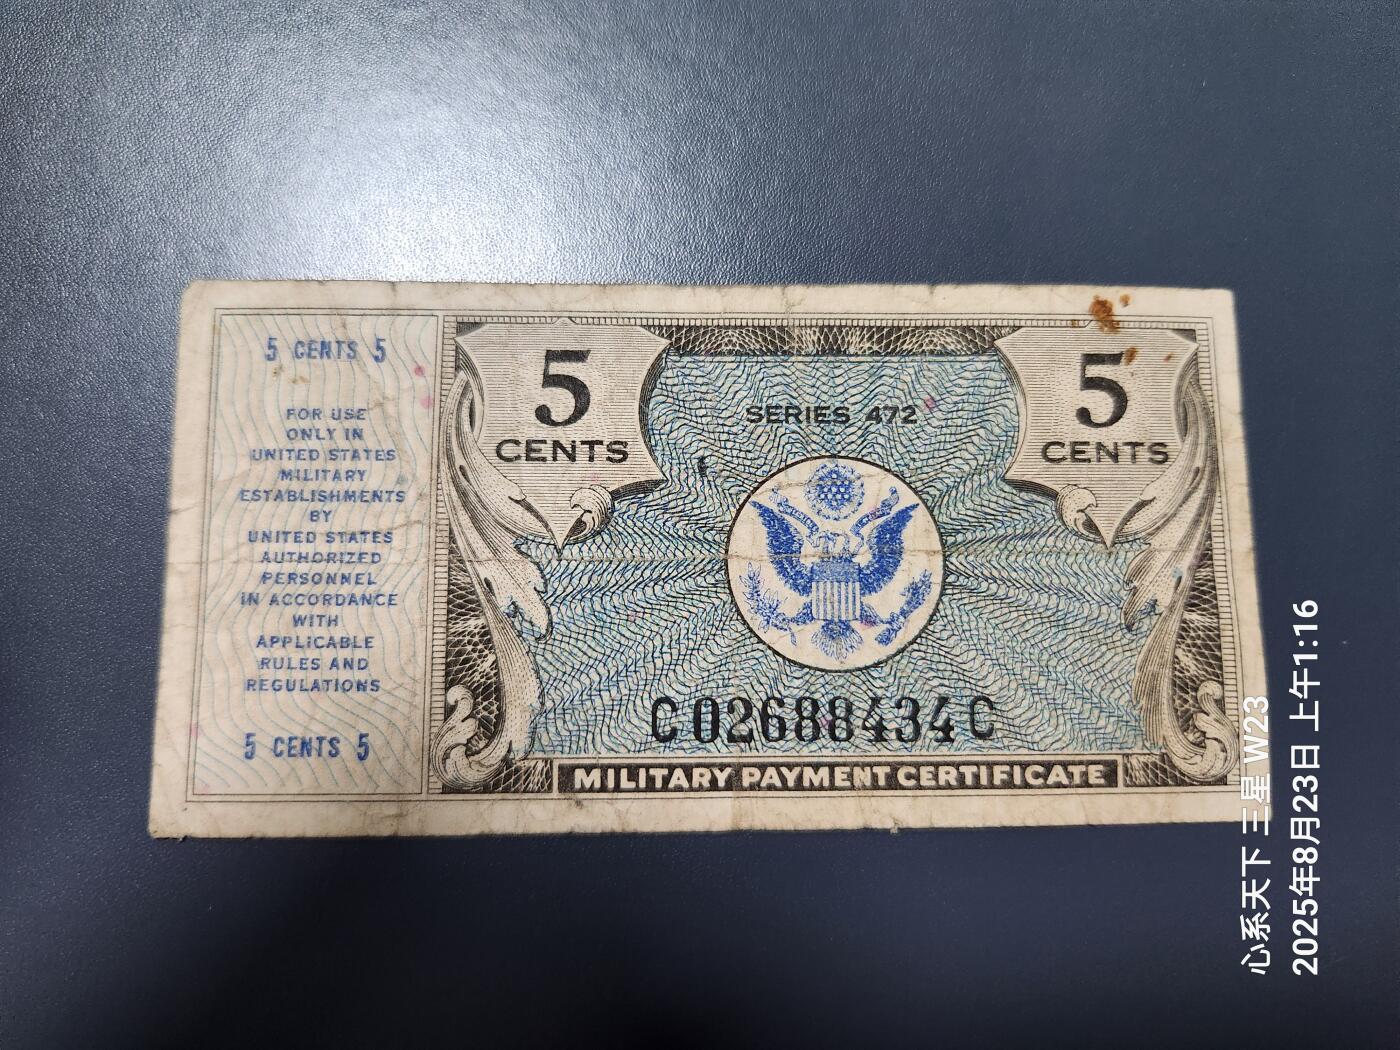 5 CENTS 5
FOR USE
ONLY IN
UNITED STATES
MILITARY
ESTABLISHMENTS
BY
UNITED STATES
AUTHORIZED
PERSONNEL
IN ACCORDANCE
WITH
APPLICABLE
RULES AND
REGULATIONS
5 CENTS 5
5
CENTS
SERIES 472
5
CENTS
C02688434C
MILITARY PAYMENT CERTIFICATE
心系天下 三星 W23
2025年8月23日 上午1:16